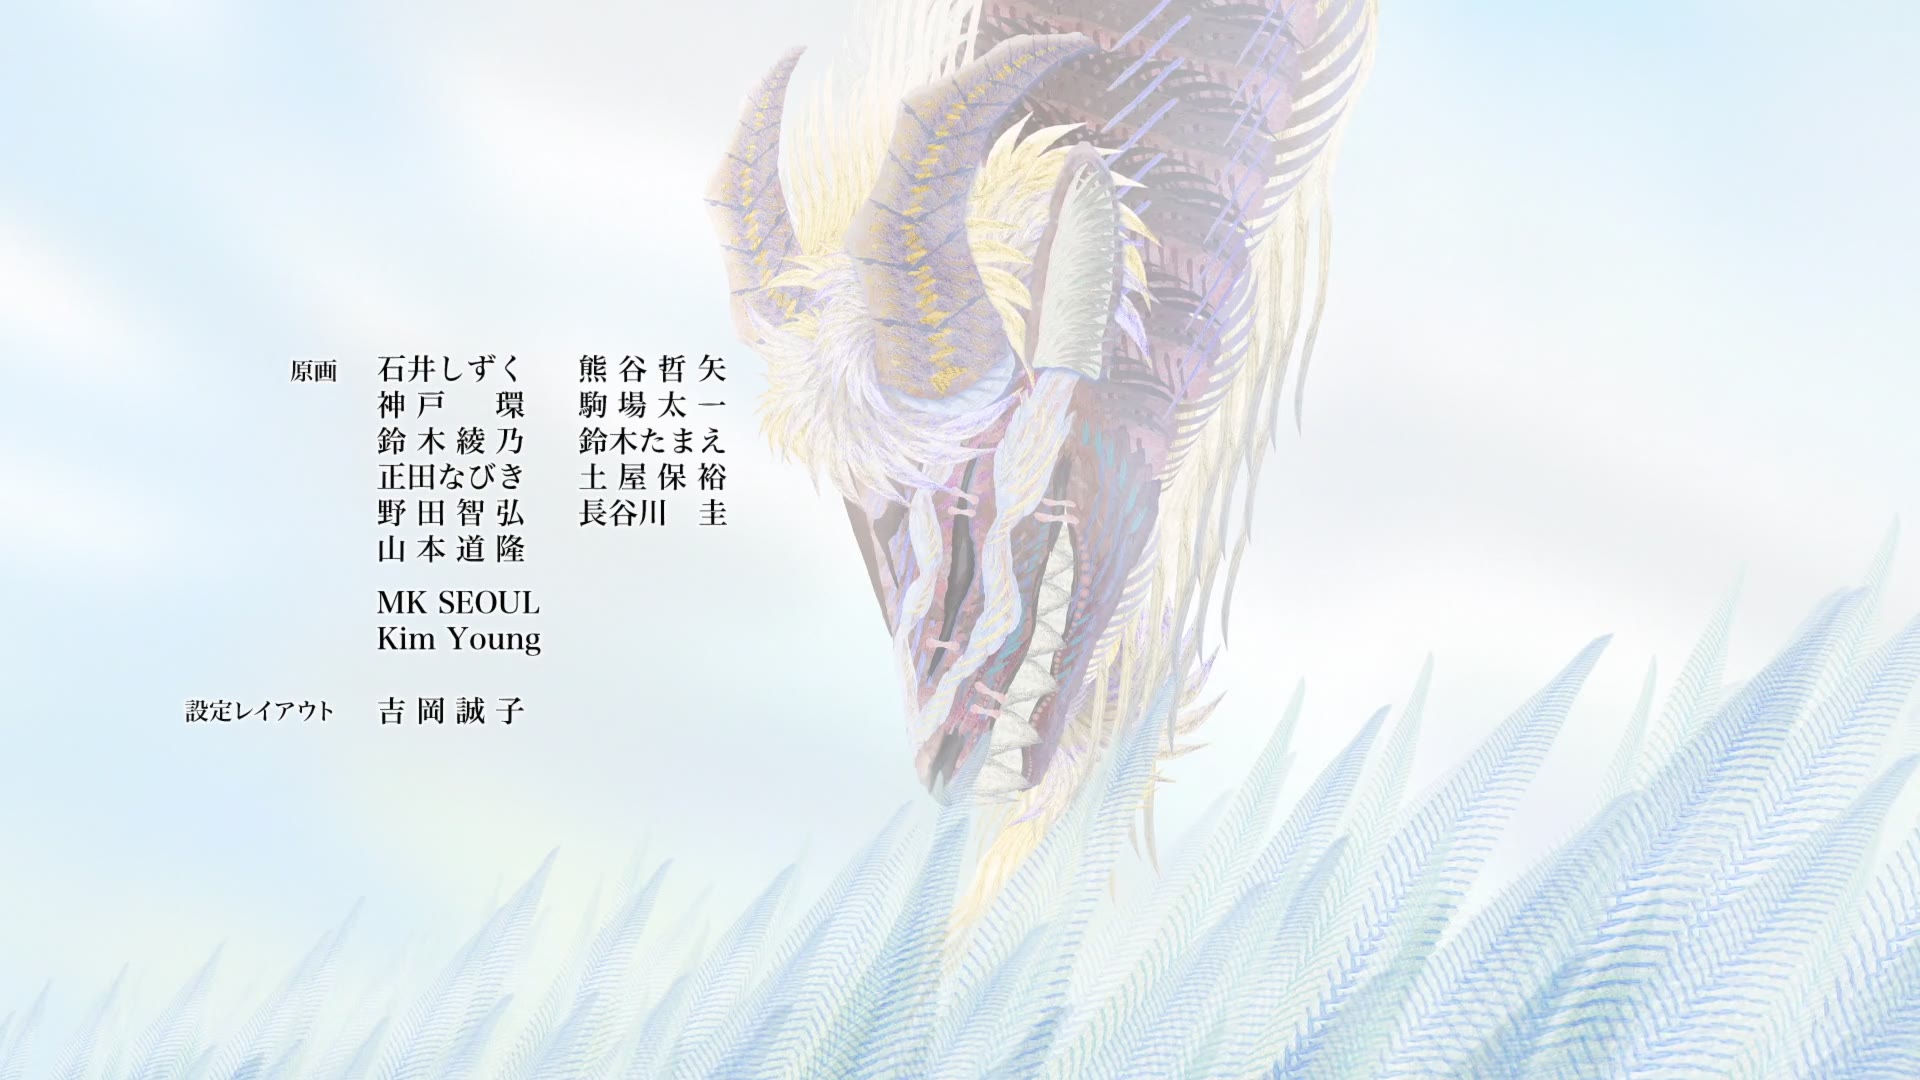 原画 石井しずく 熊谷哲矢
神戸 環 駒場太一
鈴木綾乃 鈴木たまえ
正田なびき 土屋保裕
野田智弘 長谷川 圭
山本道隆
MK SEOUL
Kim Young
設定レイアウト 吉岡誠子